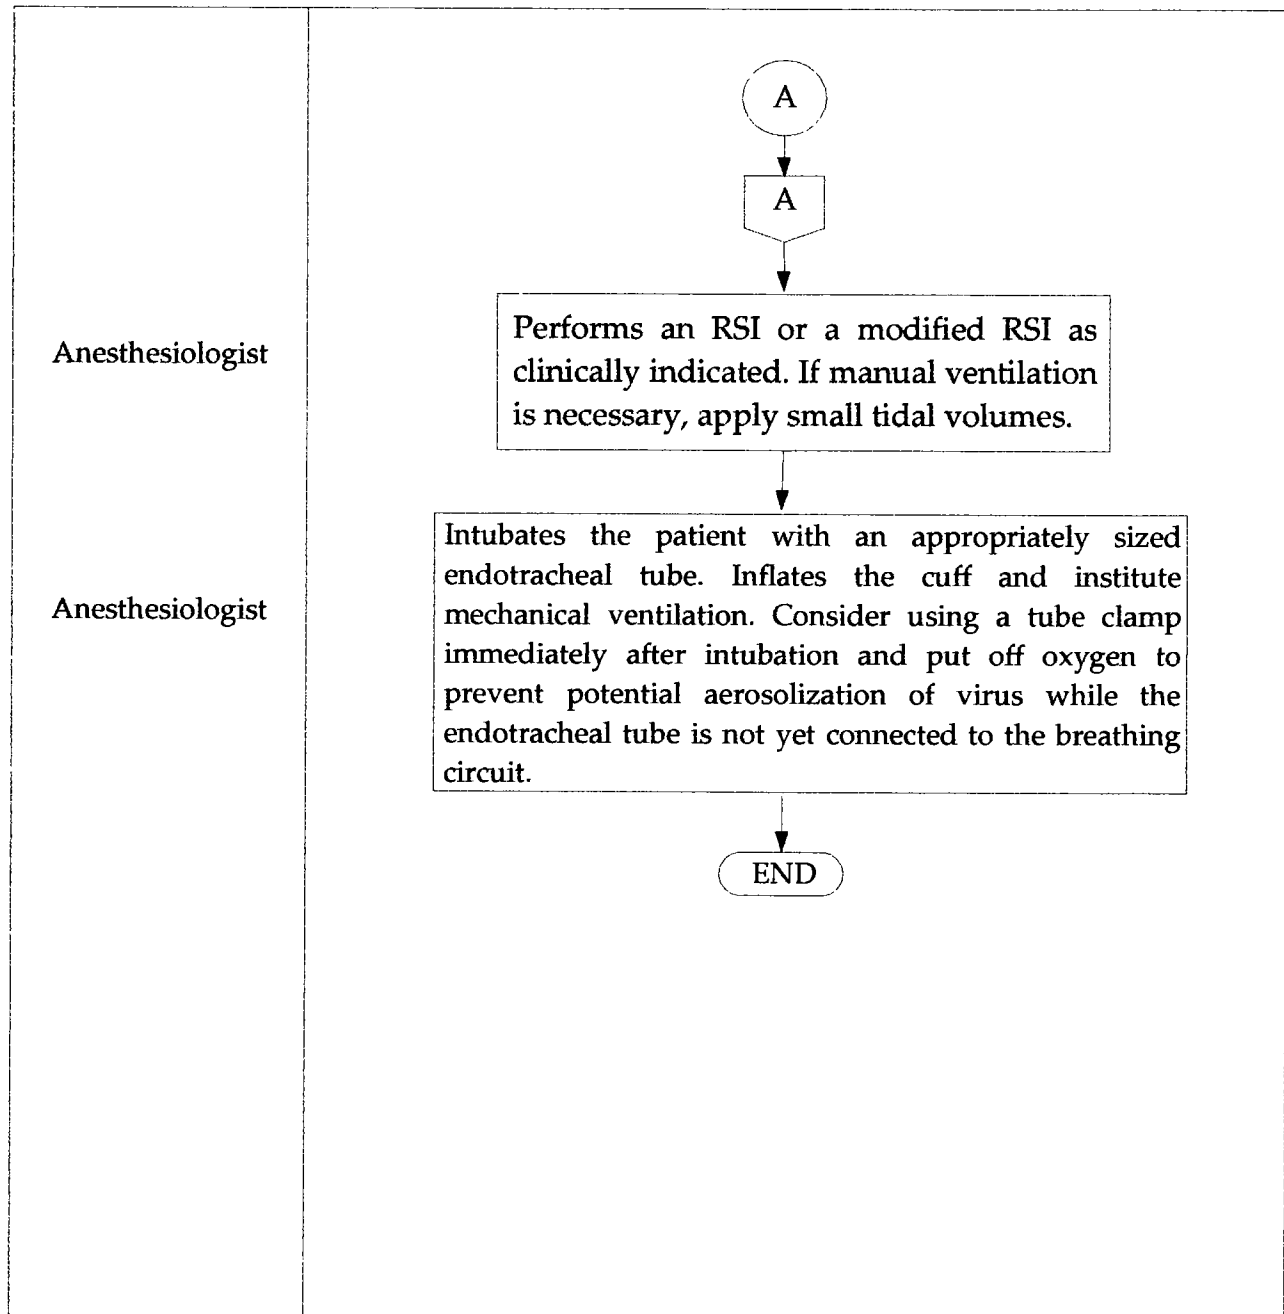 A
A
Anesthesiologist
Performs an RSI or a modified RSI as
clinically indicated. If manual ventilation
is necessary, apply small tidal volumes.
Anesthesiologist
Intubates the patient with an appropriately sized
endotracheal tube. Inflates the cuff and institute
mechanical ventilation. Consider using a tube clamp
immediately after intubation and put off oxygen to
prevent potential aerosolization of virus while the
endotracheal tube is not yet connected to the breathing
circuit.
END